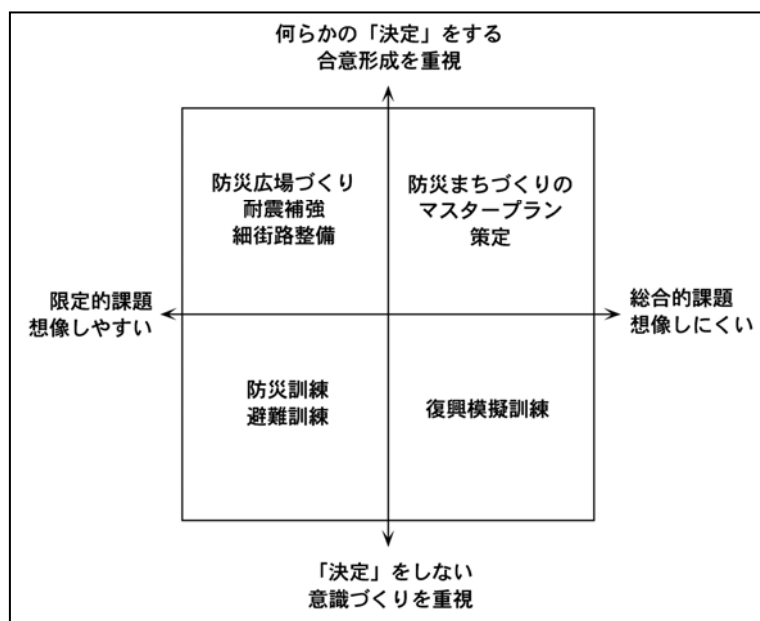 何らかの「決定」をする
合意形成を重視
防災広場づくり
耐震補強
細街路整備
防災まちづくりの
マスタープラン
策定
限定的課題
想像しやすい
総合的課題
想像しにくい
防災訓練
避難訓練
復興模擬訓練
「決定」をしない
意識づくりを重視